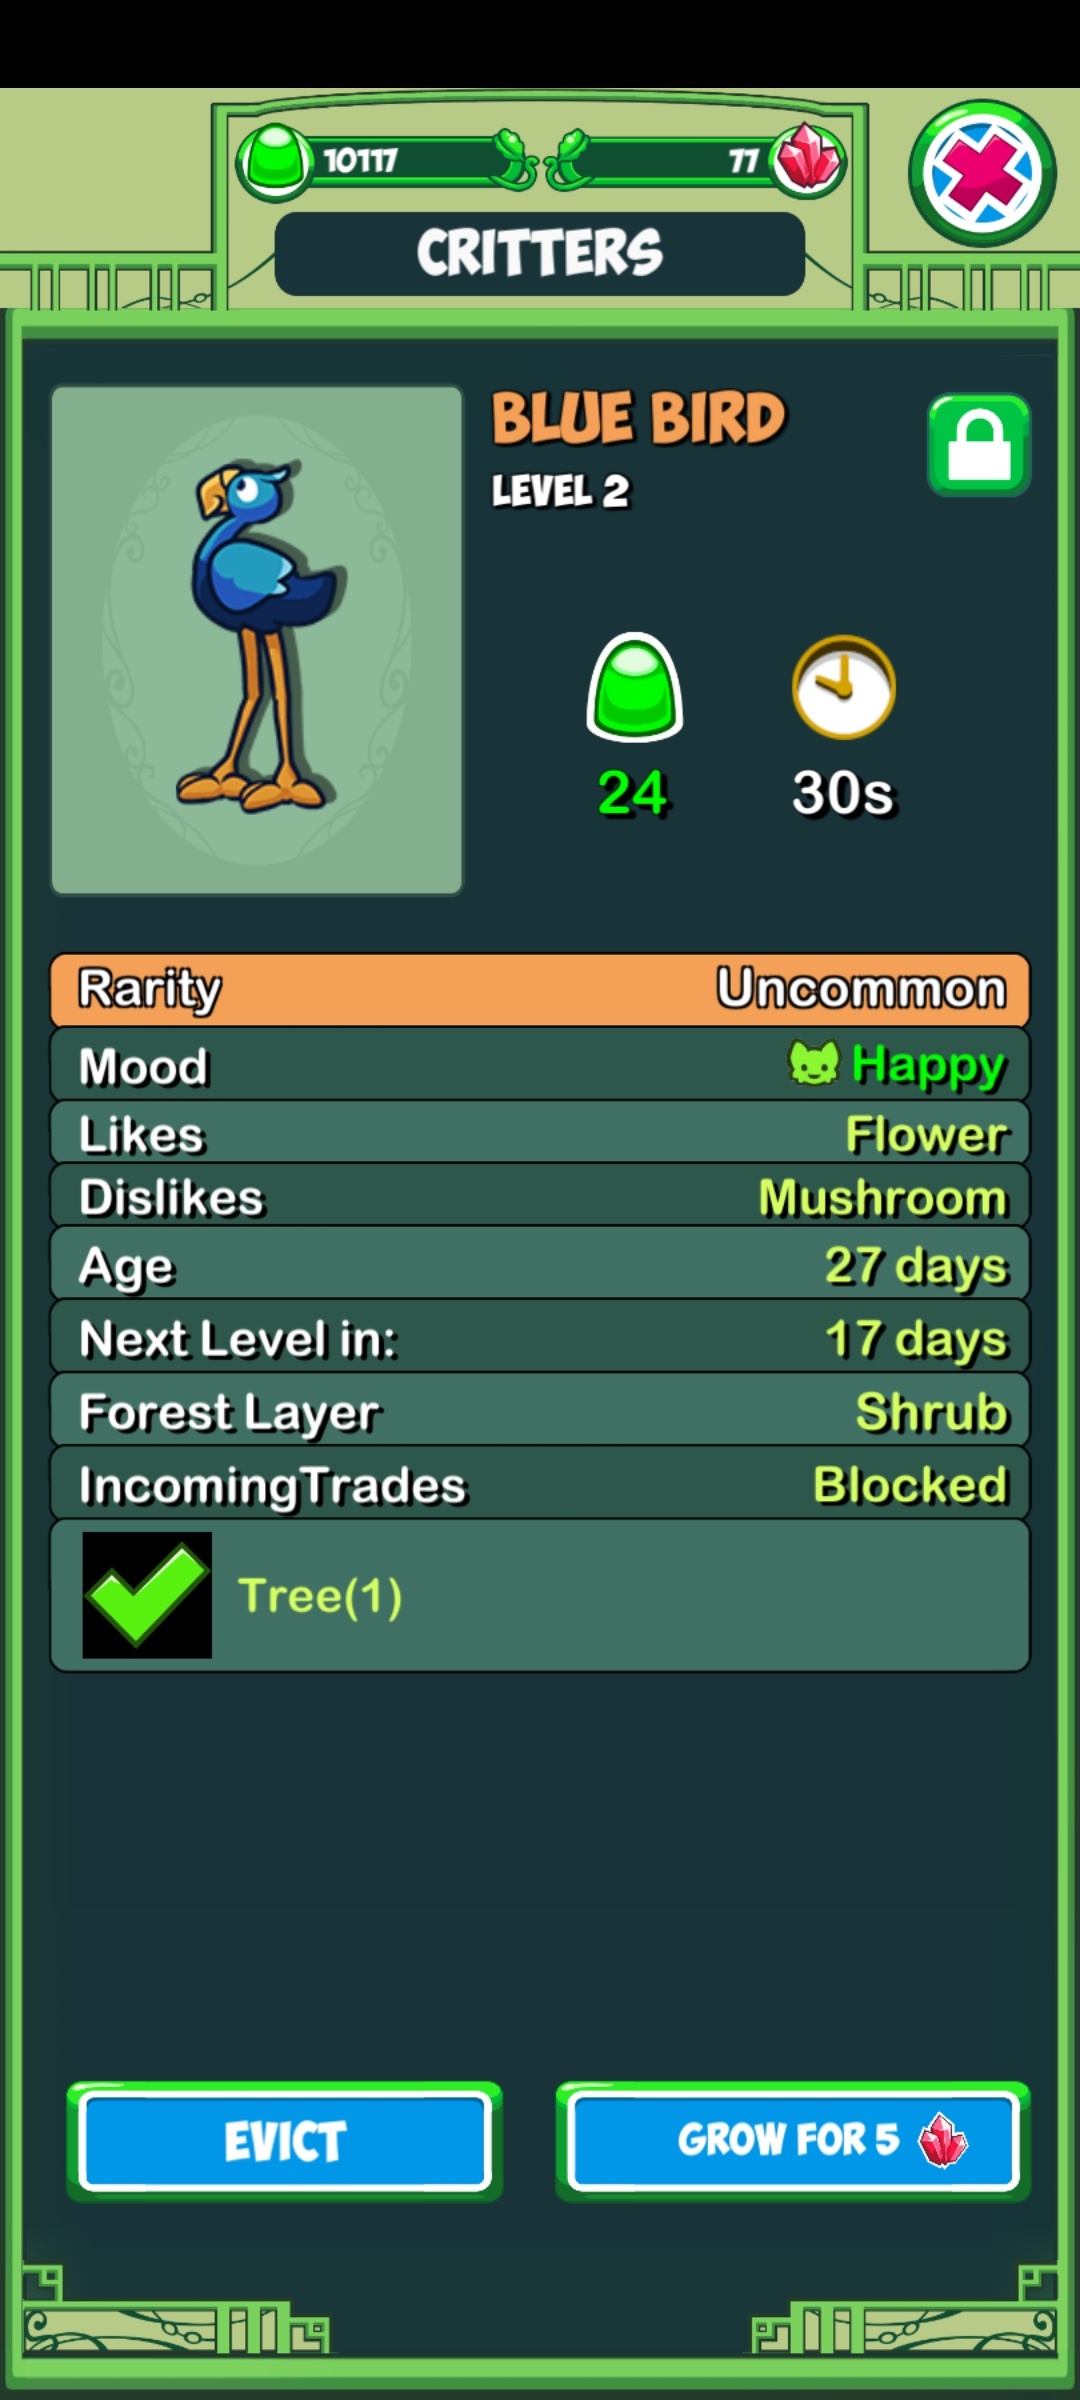 10117 77
CRITTERS
BLUE BIRD
LEVEL 2
24 30s
Rarity Uncommon
Mood Happy
Likes Flower
Dislikes Mushroom
Age 27 days
Next Level in: 17 days
Forest Layer Shrub
IncomingTrades Blocked
Tree(1)
EVICT GROW FOR 5